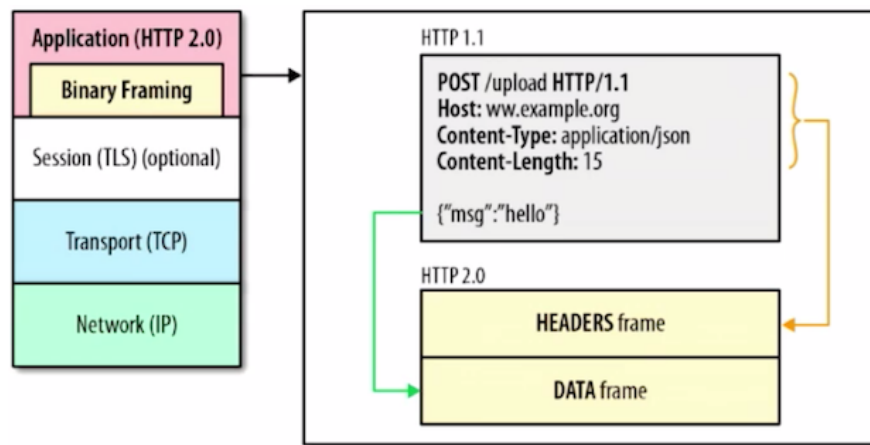 Application (HTTP 2.0)
Binary Framing
Session (TLS) (optional)
Transport (TCP)
Network (IP)
HTTP 1.1
POST /upload HTTP/1.1
Host: ww.example.org
Content-Type: application/json
Content-Length: 15
{"msg":"hello"}
HTTP 2.0
HEADERS frame
DATA frame